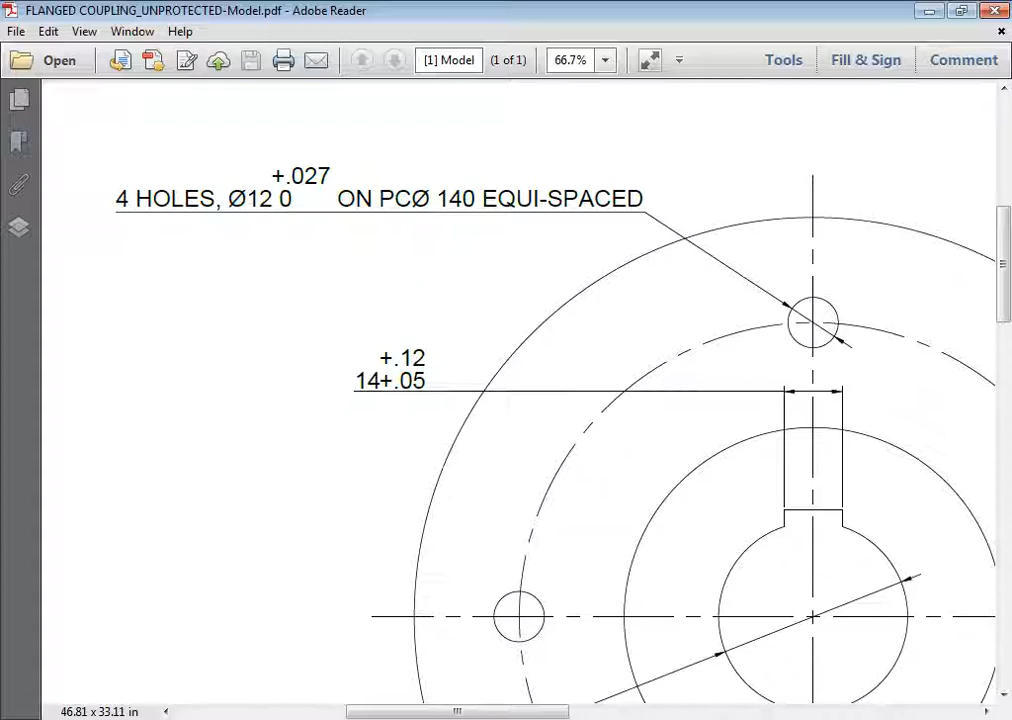 FLANGED COUPLING_UNPROTECTED-Model.pdf - Adobe Reader
File Edit View Window Help
Open [1] Model (1 of 1) 66.7% Tools Fill & Sign Comment
+.027
4 HOLES, Ø12 0 ON PCØ 140 EQUI-SPACED
+.12
14+.05
46.81 x 33.11 in